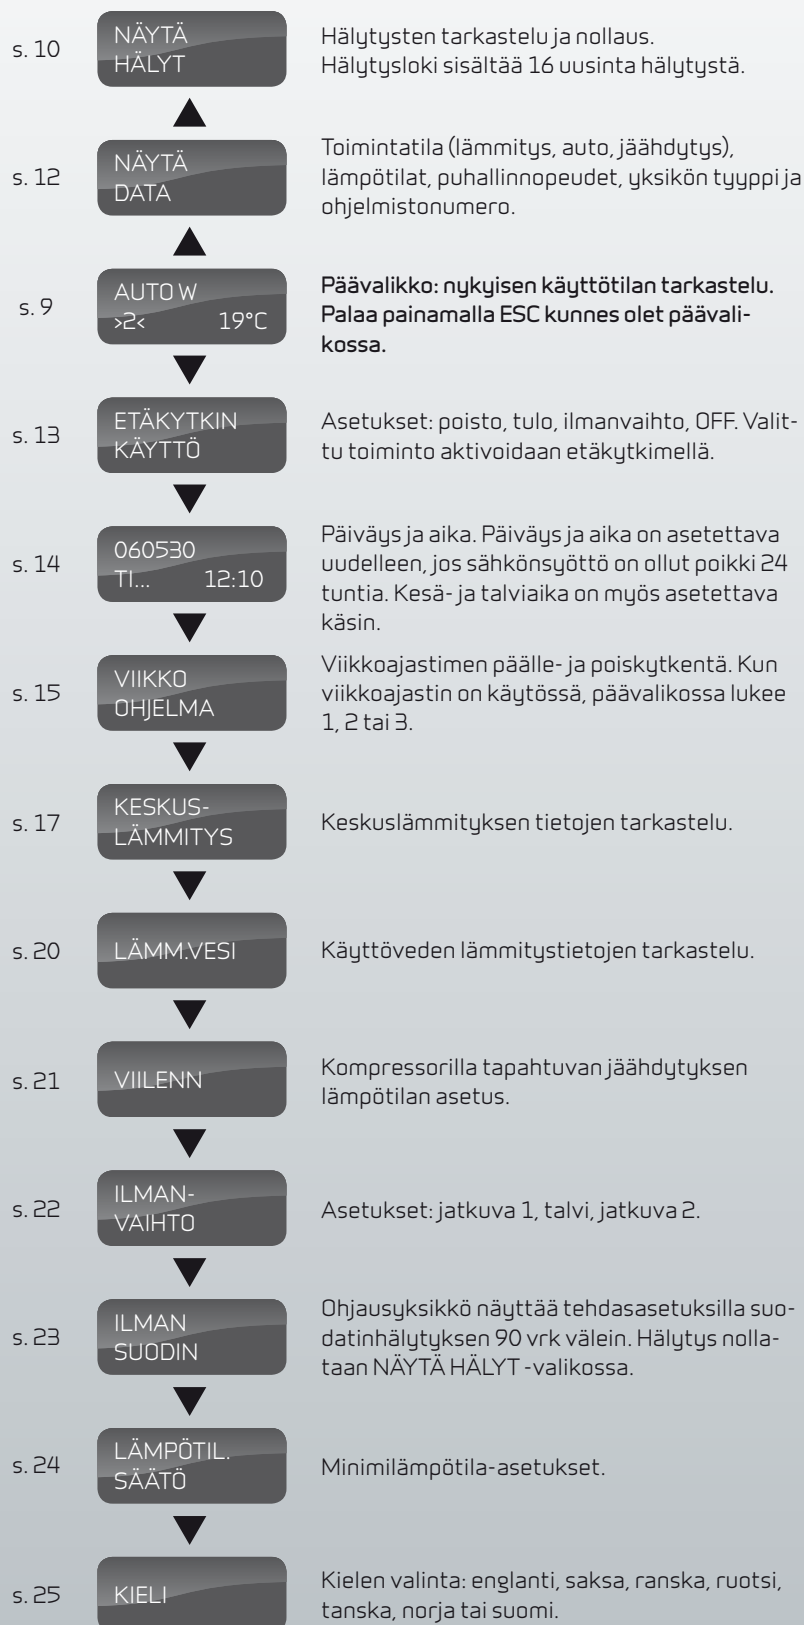 s. 10
NÄYTÄ
HÄLYT
Hälytysten tarkastelu ja nollaus.
Hälytysloki sisältää 16 uusinta hälytystä.
s. 12
NÄYTÄ
DATA
Toimintatila (lämmitys, auto, jäähdytys),
lämpötilat, puhallinnopeudet, yksikön tyyppi ja
ohjelmistonumero.
s. 9
AUTO W
>2< 19°C
Päävalikko: nykyisen käyttötilan tarkastelu.
Palaa painamalla ESC kunnes olet päävali-
kossa.
s. 13
ETÄKYTKIN
KÄYTTÖ
Asetukset: poisto, tulo, ilmanvaihto, OFF. Valit-
tu toiminto aktivoidaan etäkytkimellä.
s. 14
060530
TI... 12:10
Päiväys ja aika. Päiväys ja aika on asetettava
uudelleen, jos sähkönsyöttö on ollut poikki 24
tuntia. Kesä- ja talviaika on myös asetettava
käsin.
s. 15
VIIKKO
OHJELMA
Viikkoajastimen päälle- ja poiskytkentä. Kun
viikkoajastin on käytössä, päävalikossa lukee
1, 2 tai 3.
s. 17
KESKUS-
LÄMMITYS
Keskuslämmityksen tietojen tarkastelu.
s. 20
LÄMM.VESI
Käyttöveden lämmitystietojen tarkastelu.
s. 21
VIILENN
Kompressorilla tapahtuvan jäähdytyksen
lämpötilan asetus.
s. 22
ILMAN-
VAIHTO
Asetukset: jatkuva 1, talvi, jatkuva 2.
s. 23
ILMAN
SUODIN
Ohjausyksikkö näyttää tehdasasetuksilla suo-
datinhälytyksen 90 vrk välein. Hälytys nolla-
taan NÄYTÄ HÄLYT -valikossa.
s. 24
LÄMPÖTIL.
SÄÄTÖ
Minimilämpötila-asetukset.
s. 25
KIELI
Kielen valinta: englanti, saksa, ranska, ruotsi,
tanska, norja tai suomi.